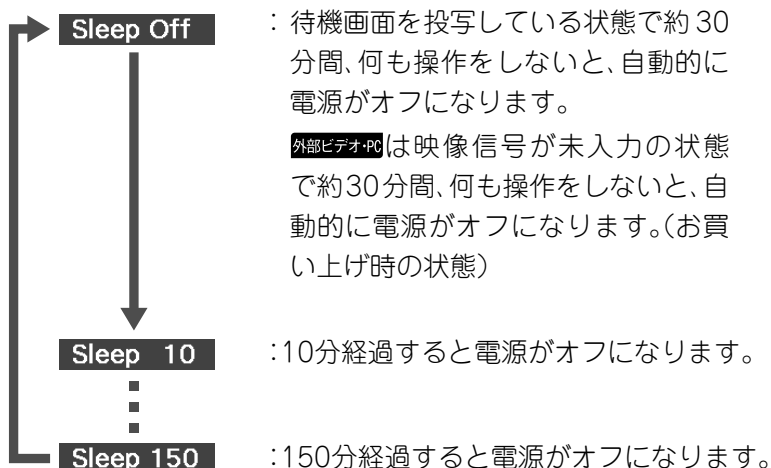 Sleep Off ：待機画面を投写している状態で約30
分間、何も操作をしないと、自動的に
電源がオフになります。
外部ビデオ・PCは映像信号が未入力の状態
で約30分間、何も操作をしないと、自
動的に電源がオフになります。（お買
い上げ時の状態）
Sleep 10 ：10分経過すると電源がオフになります。
Sleep 150 ：150分経過すると電源がオフになります。